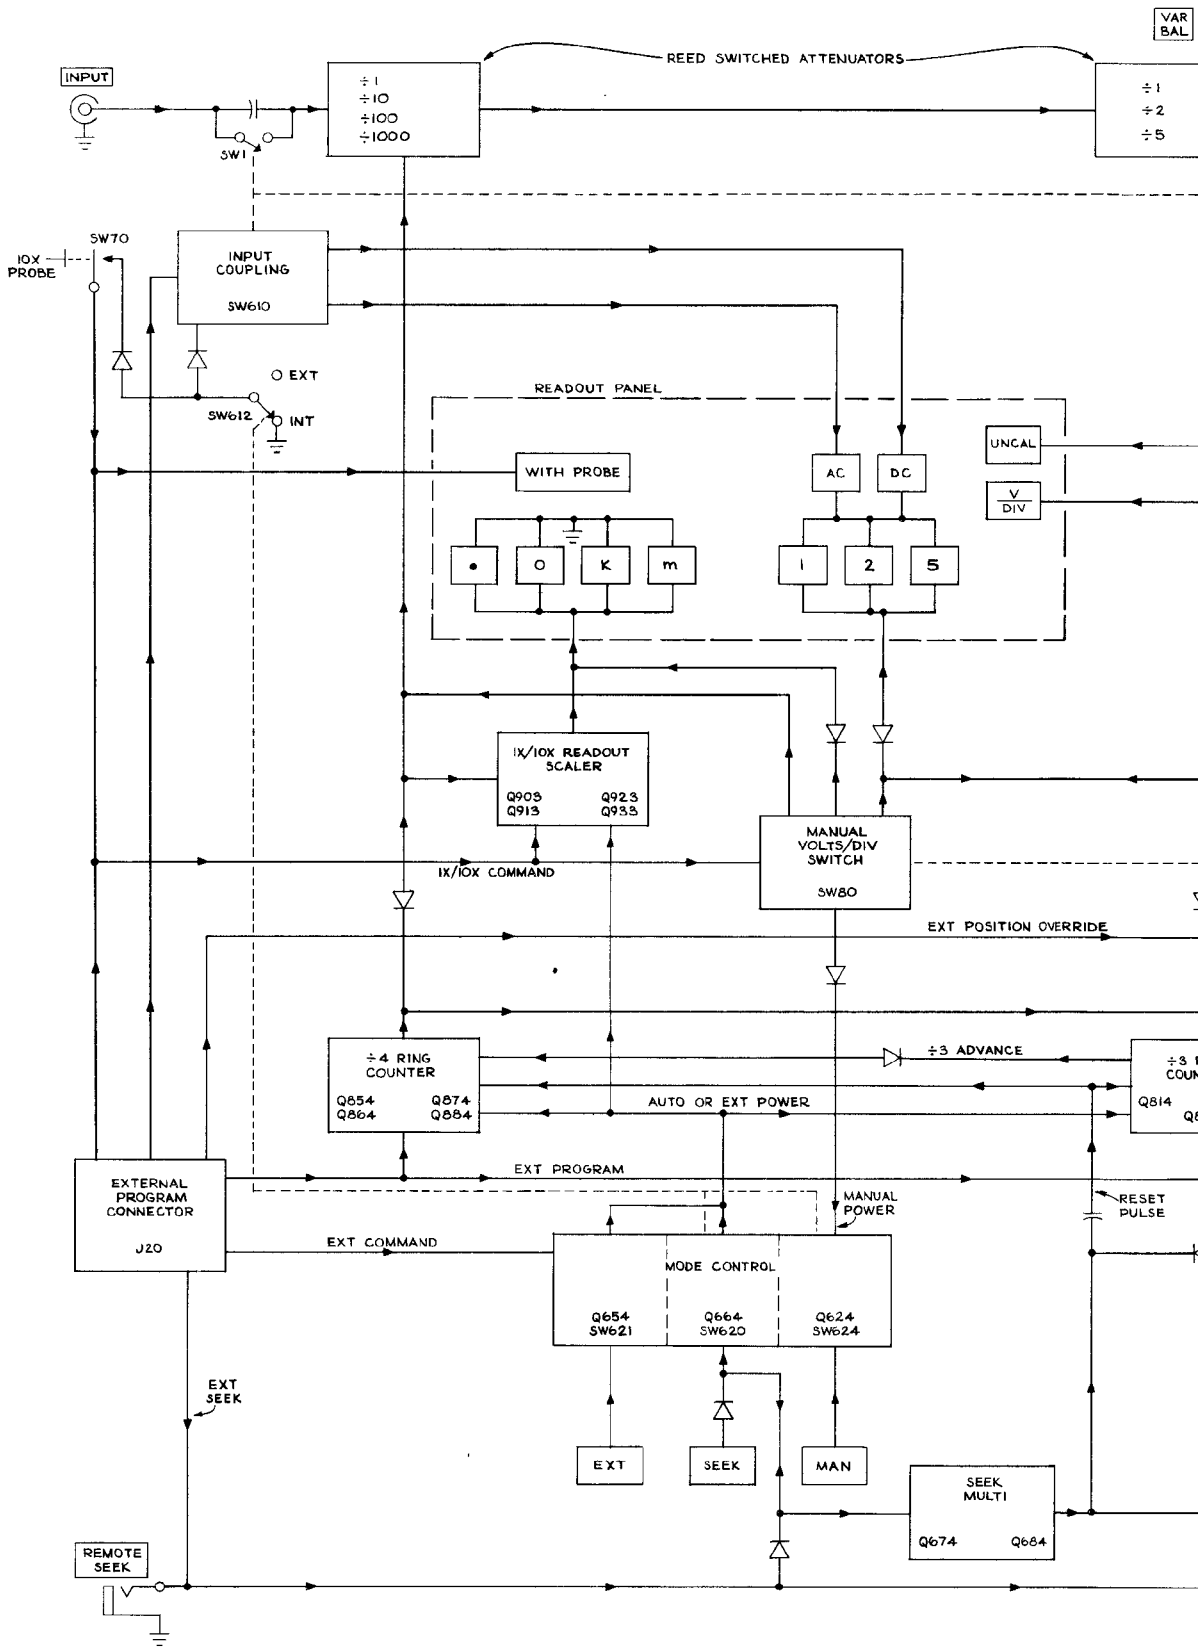 VAR
BAL
REED SWITCHED ATTENUATORS
INPUT
÷1
÷10
÷100
÷1000
÷1
÷2
÷5
SW1
SW70
10X
PROBE
INPUT
COUPLING
SW610
EXT
SW612
INT
READOUT PANEL
UNCAL
WITH PROBE
AC
DC
V
DIV
•
O
K
m
1
2
5
1X/10X READOUT
SCALER
Q903
Q923
Q913
Q933
MANUAL
VOLTS/DIV
SWITCH
SW80
1X/10X COMMAND
EXT POSITION OVERRIDE
÷4 RING
COUNTER
Q854
Q874
Q864
Q884
÷3 ADVANCE
AUTO OR EXT POWER
Q814
EXTERNAL
PROGRAM
CONNECTOR
J20
EXT PROGRAM
MANUAL
POWER
RESET
PULSE
EXT COMMAND
MODE CONTROL
Q654
SW621
Q664
SW620
Q624
SW624
EXT
SEEK
EXT
SEEK
MAN
SEEK
MULTI
Q674
Q684
REMOTE
SEEK